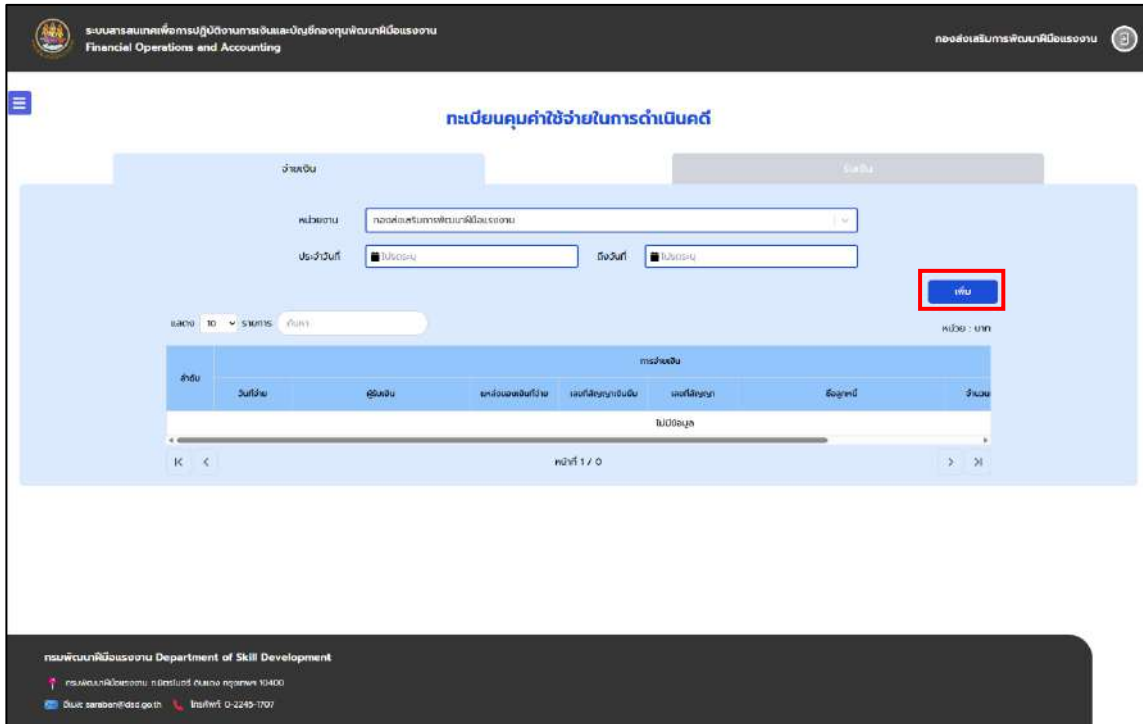 ระบบสารสนเทศเพื่อการปฏิบัติงานการเงินและบัญชีกองทุนพัฒนาฝีมือแรงงาน
Financial Operations and Accounting
กองส่งเสริมการพัฒนาฝีมือแรงงาน
ทะเบียนคุมค่าใช้จ่ายในการดำเนินคดี
จ่ายเงิน
รับเงิน
หน่วยงาน กองส่งเสริมการพัฒนาฝีมือแรงงาน
ประจำวันที่ โปรดระบุ ถึงวันที่ โปรดระบุ
เพิ่ม
แสดง 10 รายการ ค้นหา
หน่วย : บาท
ลำดับ การจ่ายเงิน
วันที่จ่าย ผู้รับเงิน แหล่งของเงินที่จ่าย เลขที่สัญญาเงินยืม เลขที่สัญญา ชื่อลูกหนี้ จำนวน
ไม่มีข้อมูล
หน้าที่ 1 / 0
กรมพัฒนาฝีมือแรงงาน Department of Skill Development
กรมพัฒนาฝีมือแรงงาน ถ.มิตรไมตรี ดินแดง กรุงเทพฯ 10400
อีเมล: saraban@dsd.go.th โทรศัพท์ 0-2245-1707